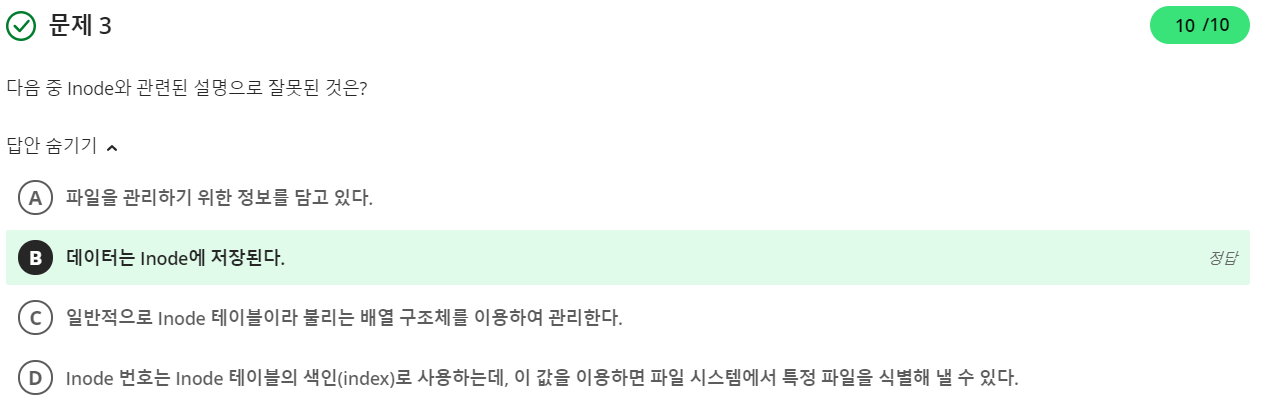 문제 3
10 /10
다음 중 Inode와 관련된 설명으로 잘못된 것은?
답안 숨기기
A 파일을 관리하기 위한 정보를 담고 있다.
B 데이터는 Inode에 저장된다. 정답
C 일반적으로 Inode 테이블이라 불리는 배열 구조체를 이용하여 관리한다.
D Inode 번호는 Inode 테이블의 색인(index)로 사용하는데, 이 값을 이용하면 파일 시스템에서 특정 파일을 식별해 낼 수 있다.